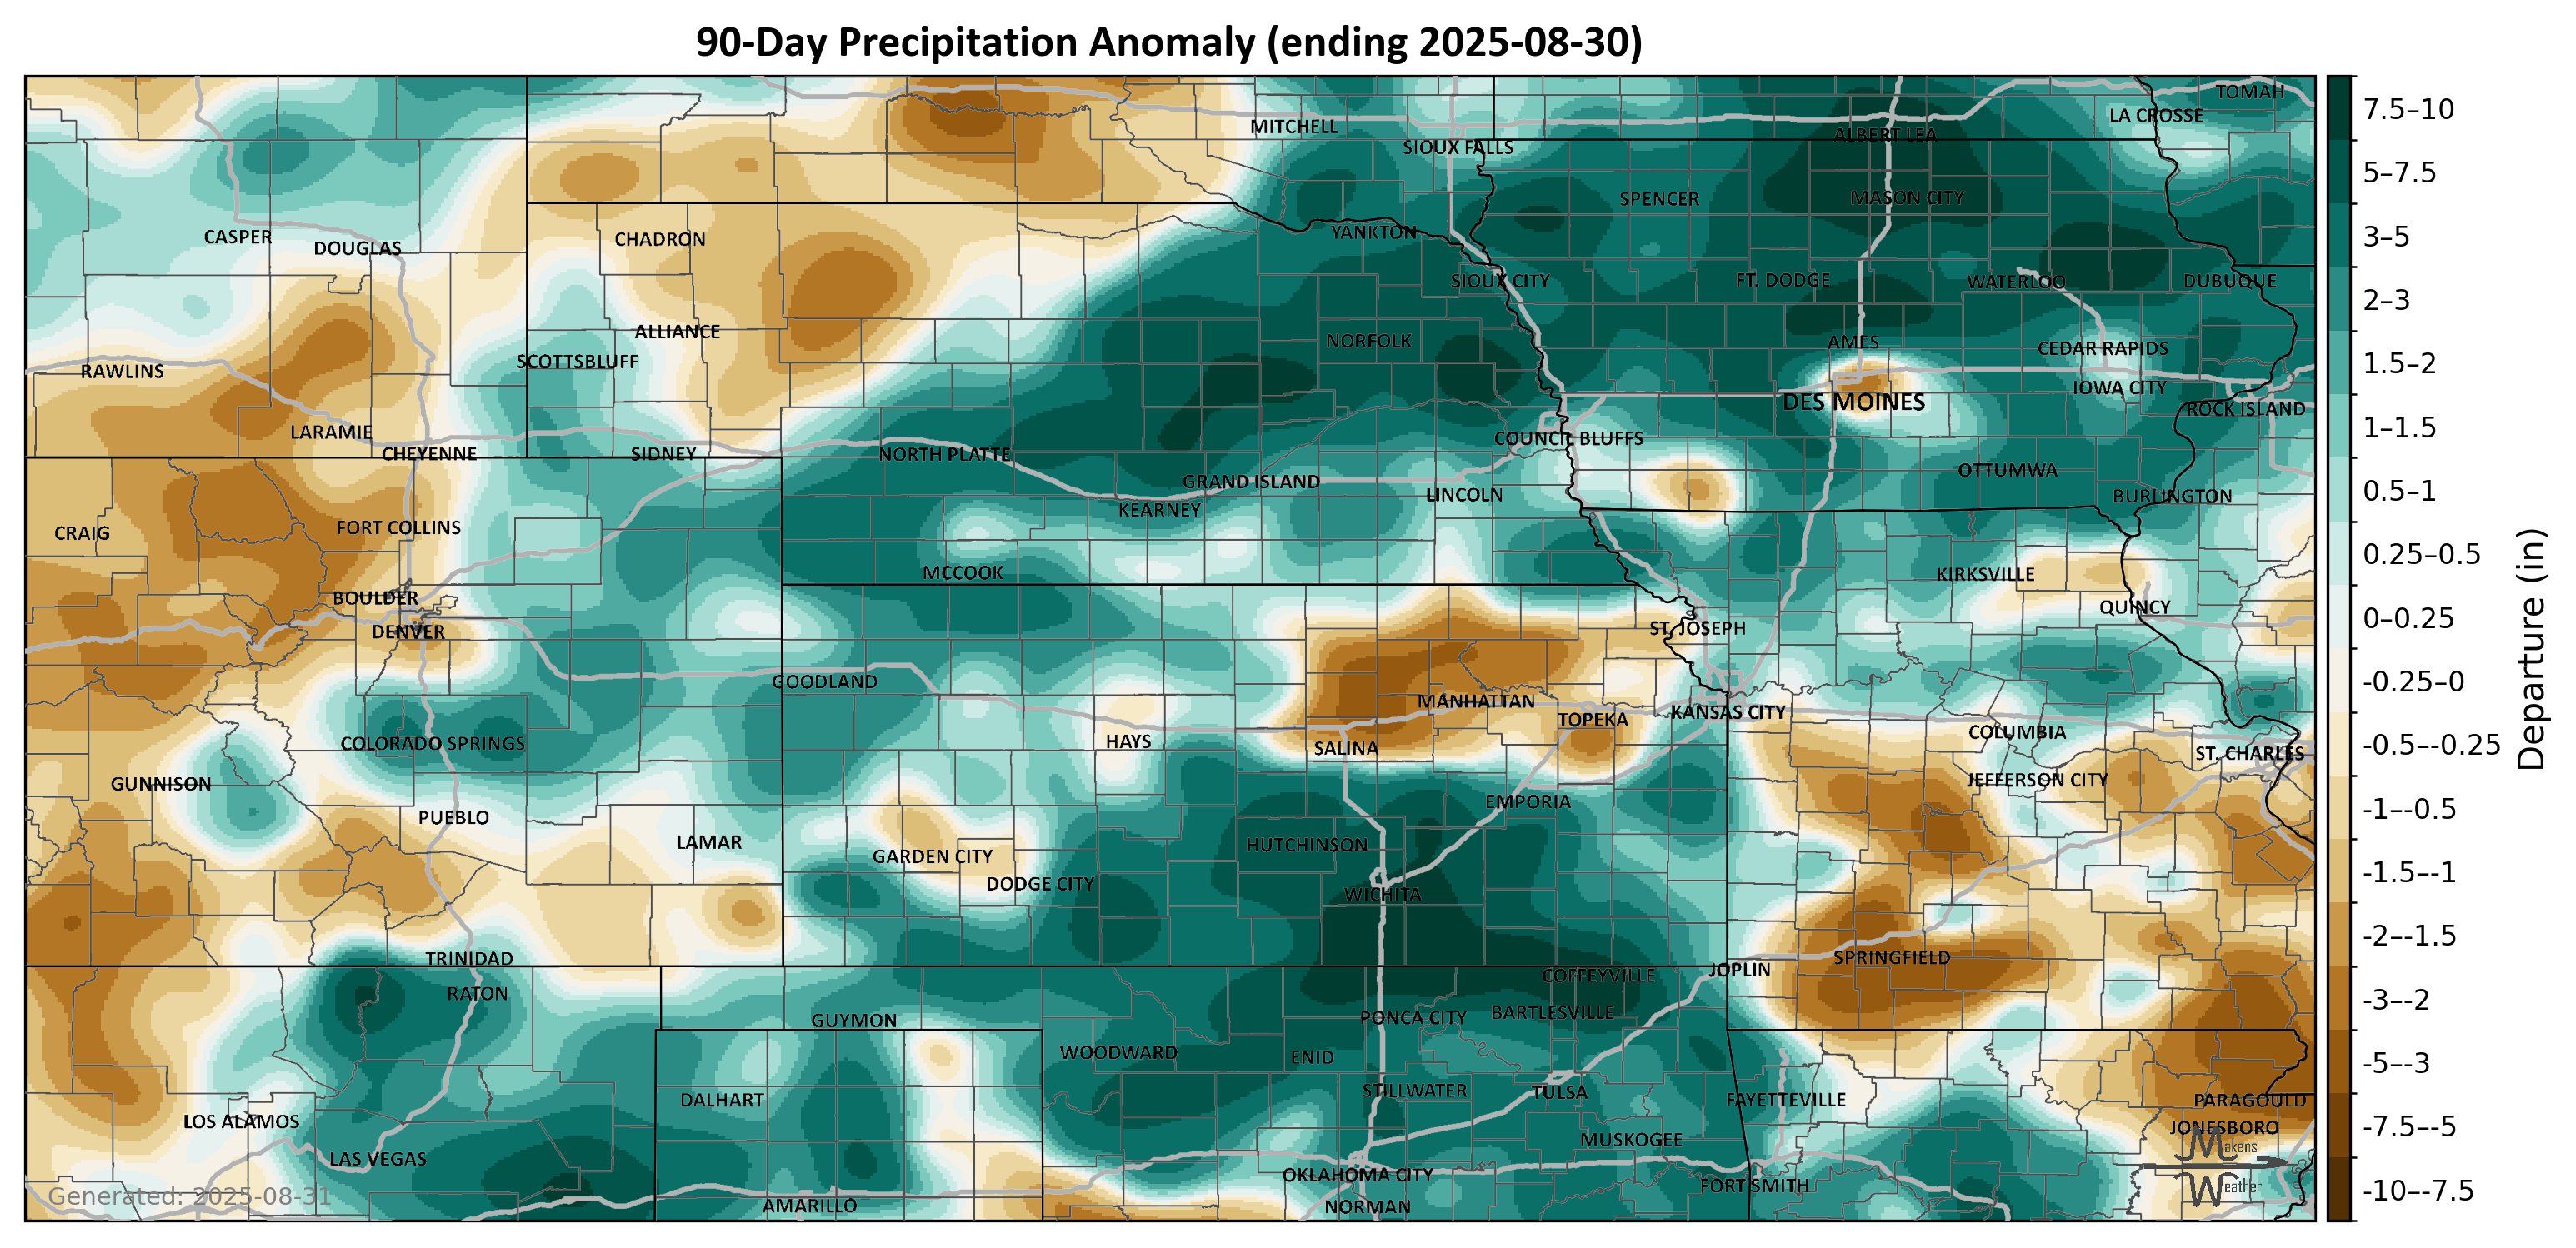 90-Day Precipitation Anomaly (ending 2025-08-30)
TOMAH
LA CROSSE
MITCHELL
ALBERT LEA
SIOUX FALLS
SPENCER
MASON CITY
YANKTON
CASPER
CHADRON
DOUGLAS
SIOUX CITY
FT. DODGE
WATERLOO
DUBUQUE
ALLIANCE
NORFOLK
AMES
CEDAR RAPIDS
SCOTTSBLUFF
RAWLINS
IOWA CITY
DES MOINES
ROCK ISLAND
LARAMIE
COUNCIL BLUFFS
CHEYENNE
SIDNEY
NORTH PLATTE
OTTUMWA
GRAND ISLAND
LINCOLN
BURLINGTON
KEARNEY
CRAIG
FORT COLLINS
MCCOOK
KIRKSVILLE
BOULDER
QUINCY
DENVER
ST. JOSEPH
GOODLAND
MANHATTAN
KANSAS CITY
TOPEKA
COLUMBIA
COLORADO SPRINGS
HAYS
SALINA
ST. CHARLES
GUNNISON
JEFFERSON CITY
EMPORIA
PUEBLO
LAMAR
HUTCHINSON
GARDEN CITY
DODGE CITY
WICHITA
TRINIDAD
SPRINGFIELD
JOPLIN
COFFEYVILLE
RATON
BARTLESVILLE
GUYMON
PONCA CITY
WOODWARD
ENID
STILLWATER
TULSA
DALHART
FAYETTEVILLE
PARAGOULD
LOS ALAMOS
JONESBORO
MUSKOGEE
LAS VEGAS
OKLAHOMA CITY
FORT SMITH
AMARILLO
NORMAN
Generated: 2025-08-31
Makens
Weather
7.5–10
5–7.5
3–5
2–3
1.5–2
1–1.5
0.5–1
0.25–0.5
0–0.25
-0.25–0
-0.5–-0.25
-1–-0.5
-1.5–-1
-2–-1.5
-3–-2
-5–-3
-7.5–-5
-10–-7.5
Departure (in)